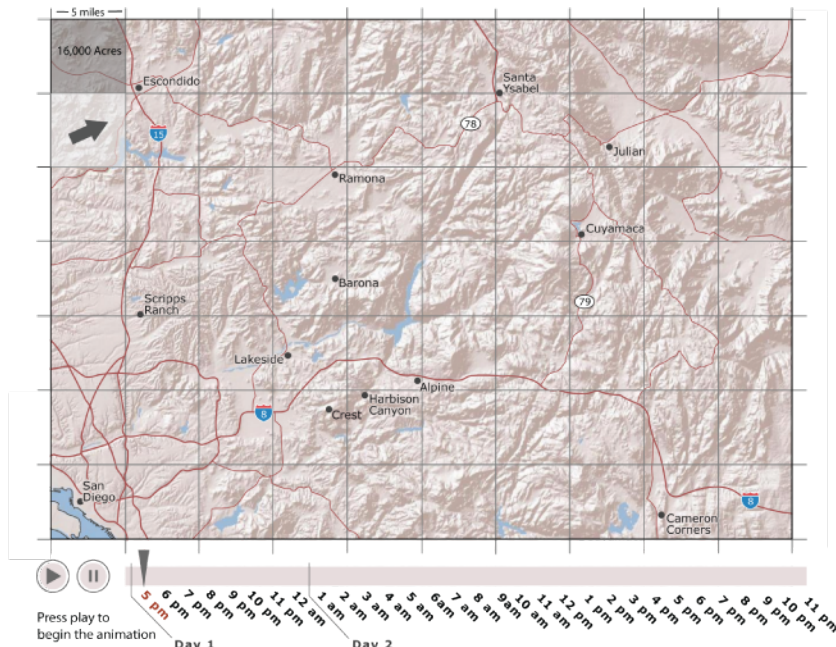 5 miles
16,000 Acres
Escondido
Santa
Ysabel
15
78
Julian
Ramona
Cuyamaca
Barona
79
Scripps
Ranch
Lakeside
Alpine
Harbison
Canyon
Crest
8
San
Diego
8
Cameron
Corners
5 pm
6 pm
7 pm
8 pm
9 pm
10 pm
11 pm
12 am
1 am
2 am
3 am
4 am
5 am
6am
7 am
8 am
9am
10 am
11 am
12 pm
1 pm
2 pm
3 pm
4 pm
5 pm
6 pm
7 pm
8 pm
9 pm
10 pm
11 pm
Press play to
begin the animation
Day 1
Day 2